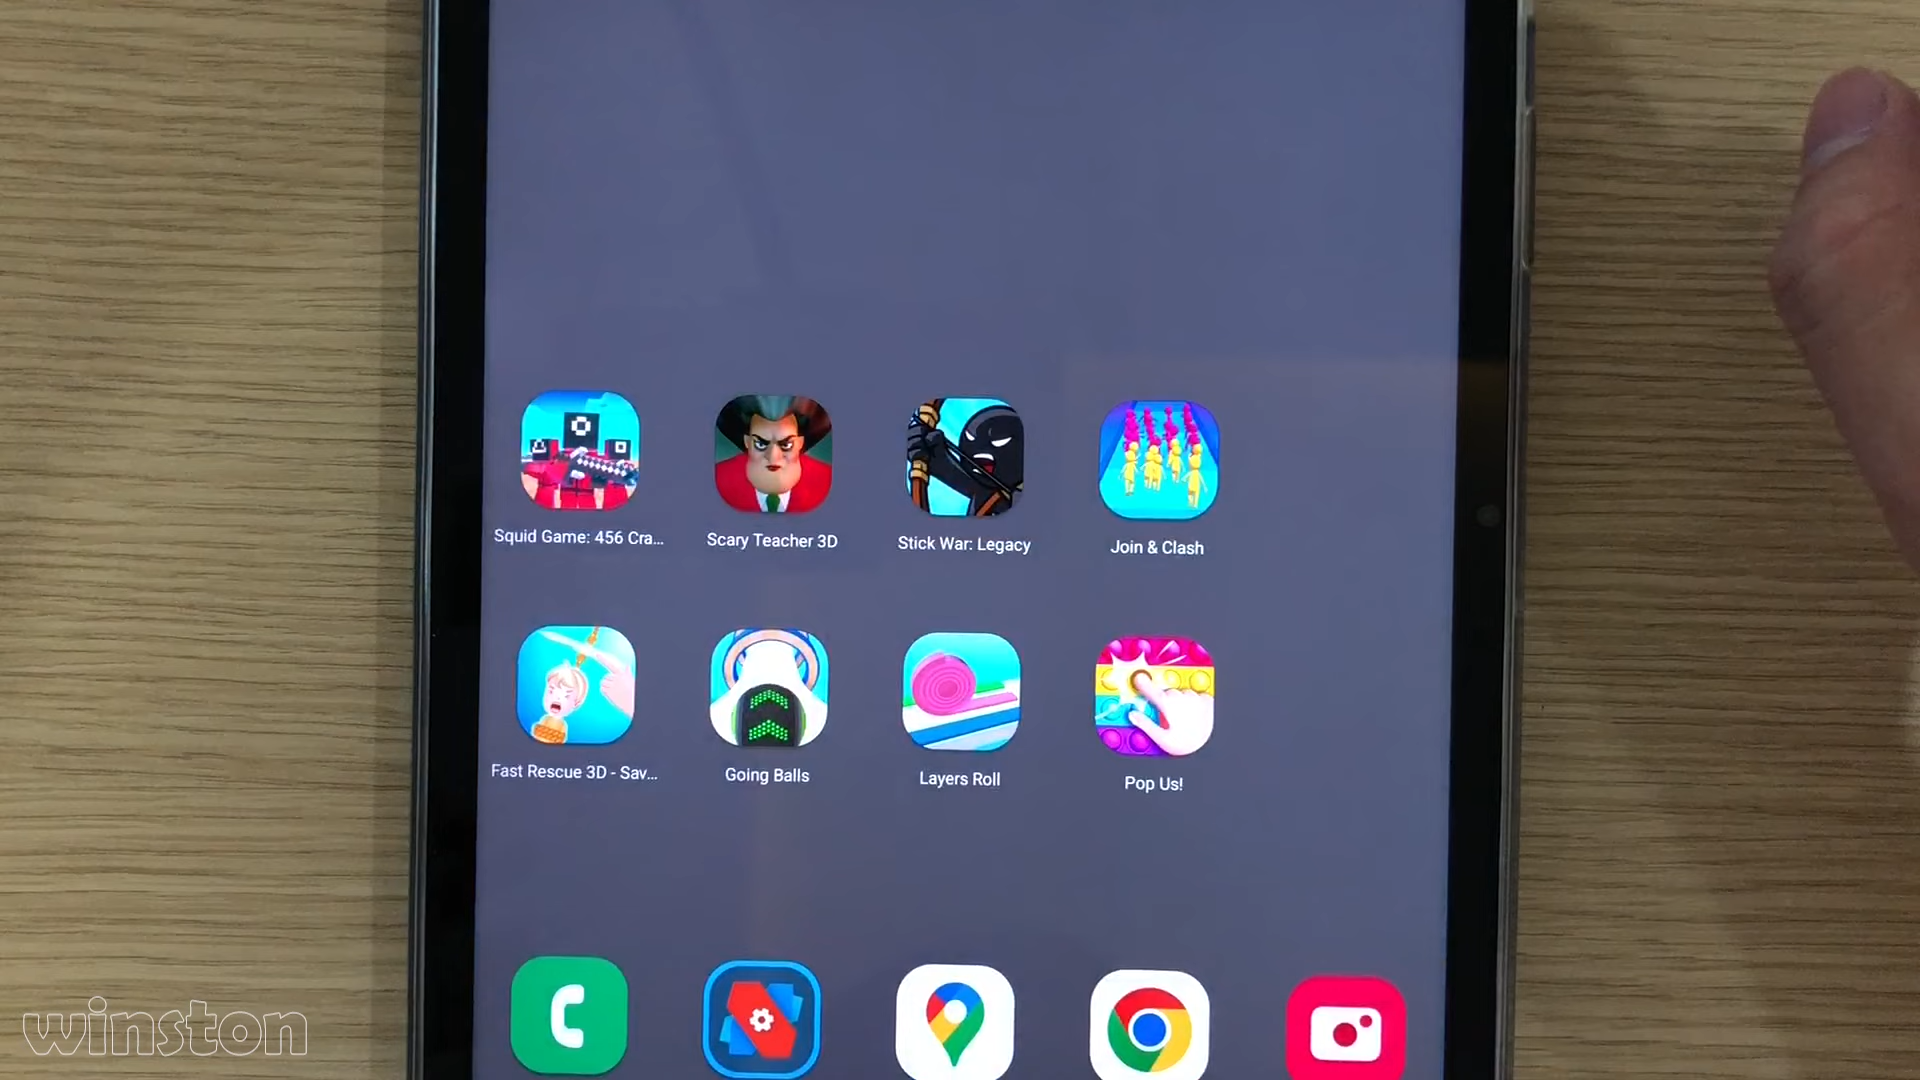 Squid Game: 456 Cra...
Scary Teacher 3D
Stick War: Legacy
Join & Clash
Fast Rescue 3D - Sav...
Going Balls
Layers Roll
Pop Us!
winston